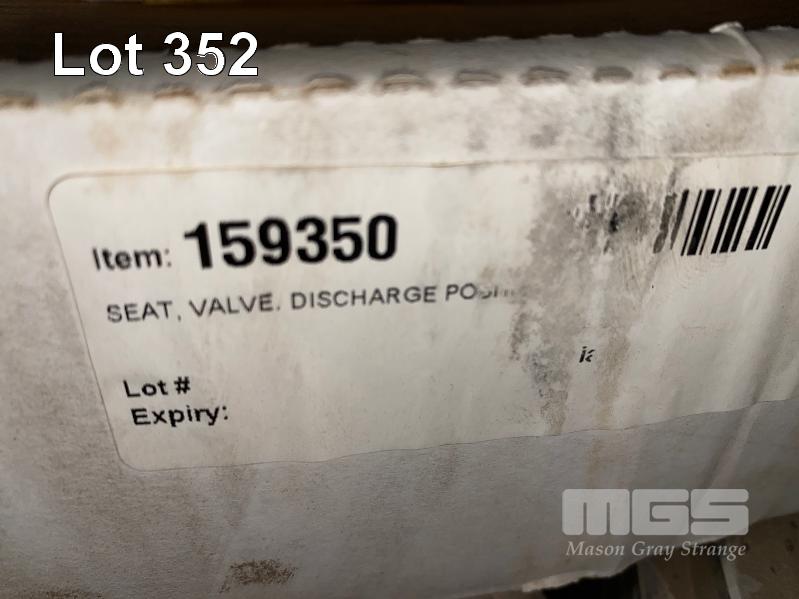 Lot 352
Item: 159350
SEAT, VALVE. DISCHARGE
Lot #
Expiry:
MGS
Mason Gray Strange